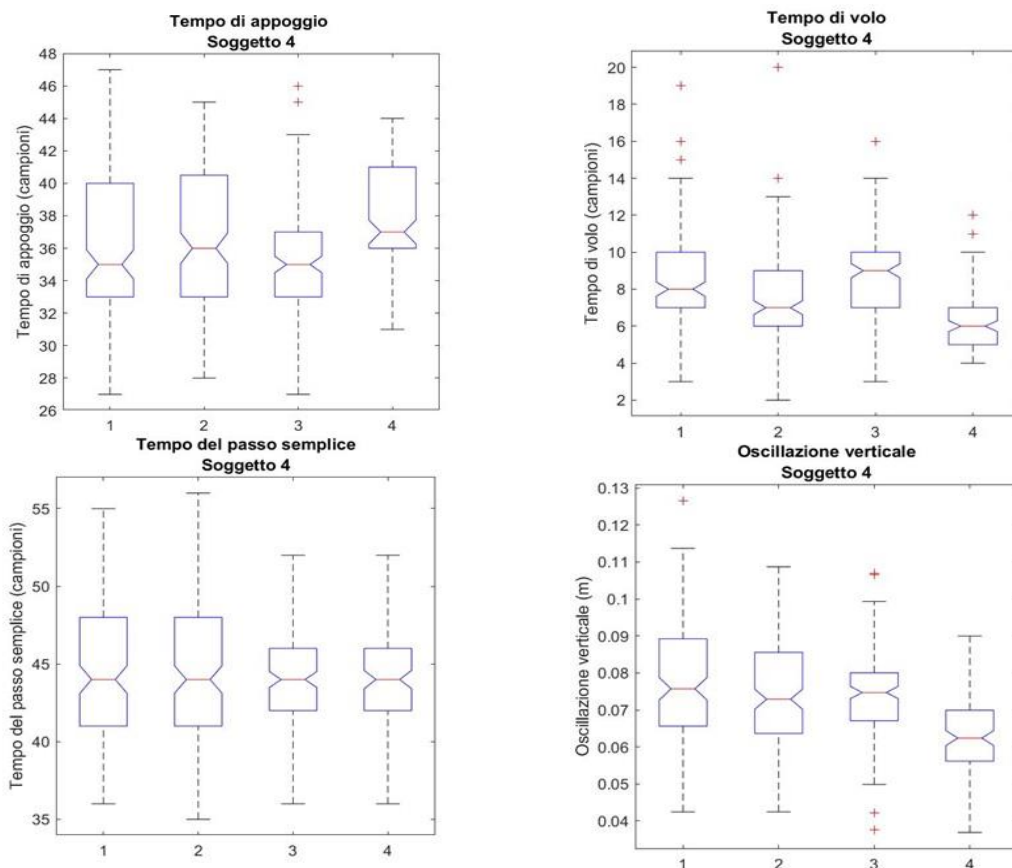 Tempo di appoggio
Soggetto 4
48
46
44
42
40
38
36
34
32
30
28
26
Tempo di appoggio (campioni)
1 2 3 4
Tempo di volo
Soggetto 4
20
18
16
14
12
10
8
6
4
2
Tempo di volo (campioni)
1 2 3 4
Tempo del passo semplice
Soggetto 4
55
50
45
40
35
Tempo del passo semplice (campioni)
1 2 3 4
Oscillazione verticale
Soggetto 4
0.13
0.12
0.11
0.1
0.09
0.08
0.07
0.06
0.05
0.04
Oscillazione verticale (m)
1 2 3 4